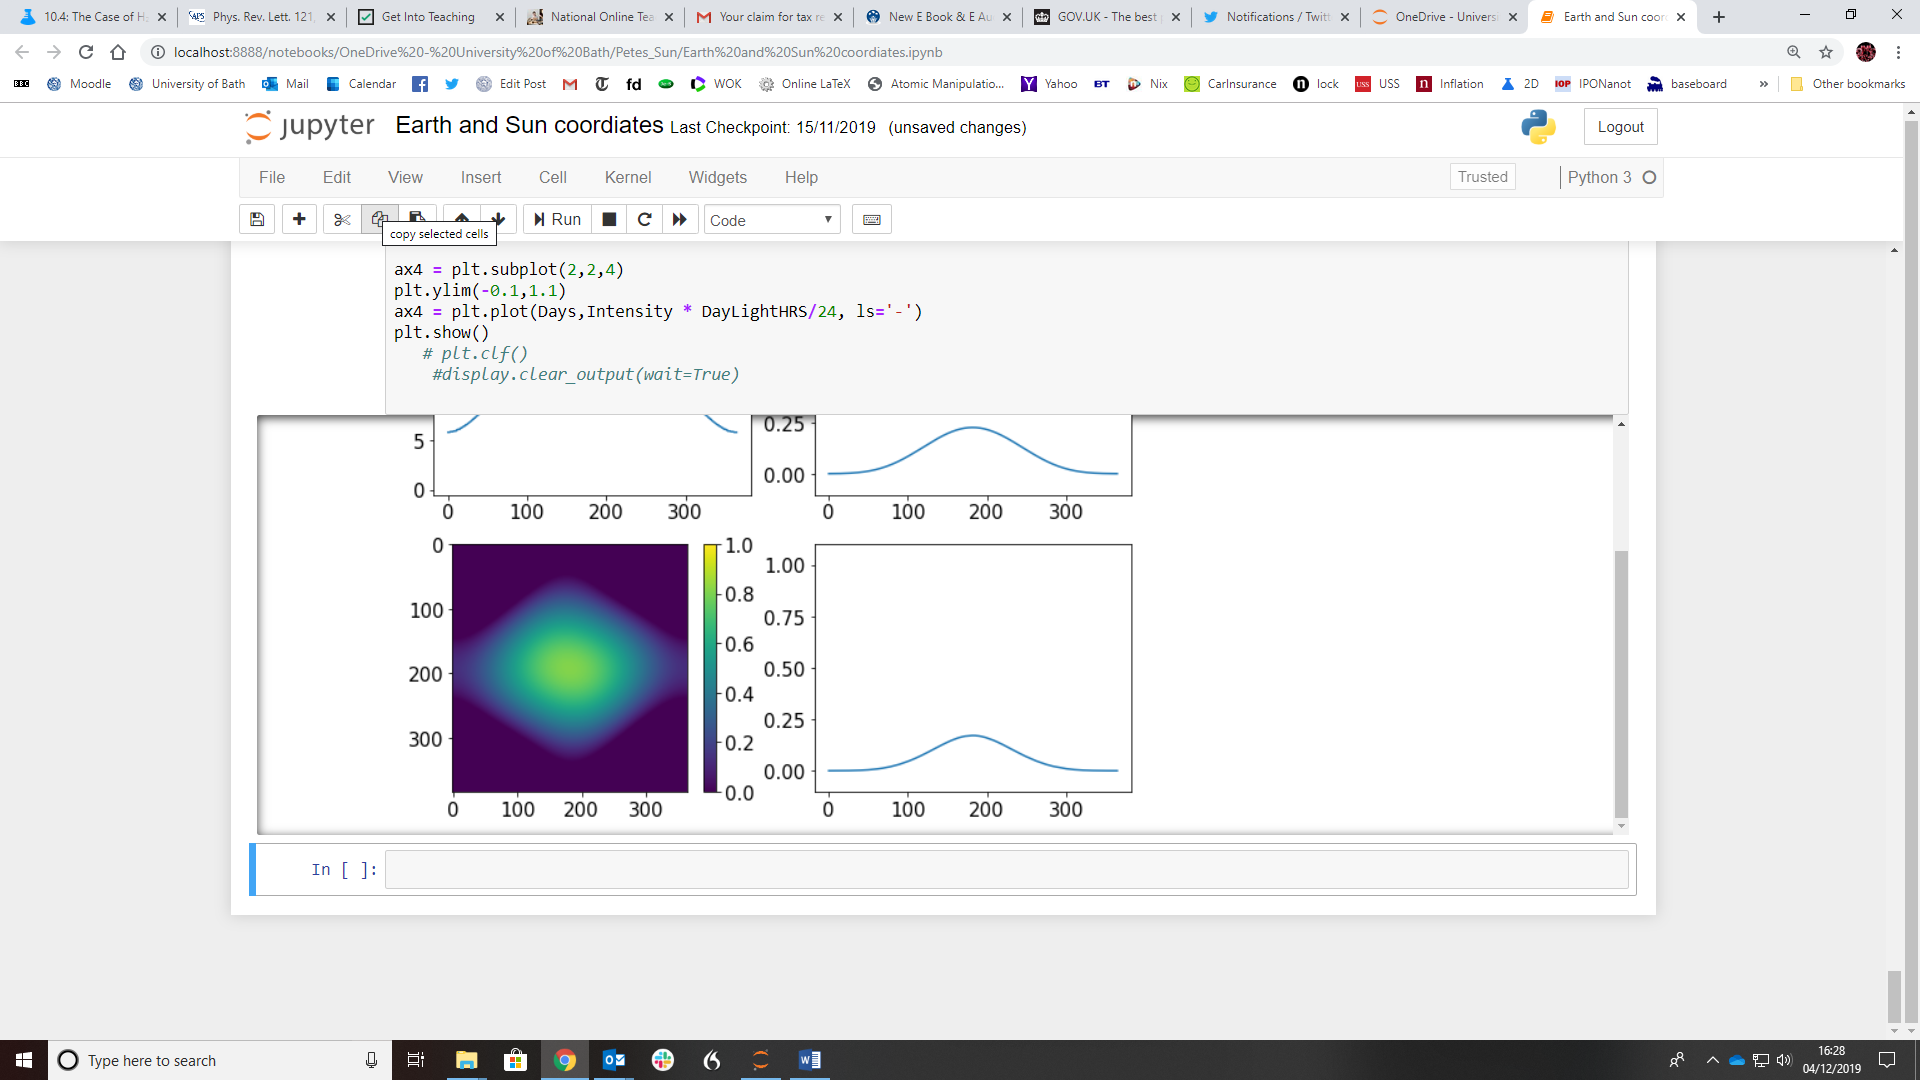 10.4: The Case of H
APS Phys. Rev. Lett. 121,
Get Into Teaching
National Online Tea
Your claim for tax re
New E Book & E Au
GOV.UK - The best
Notifications / Twitt
OneDrive - Universi
Earth and Sun coor
localhost:8888/notebooks/OneDrive%20-%20University%20of%20Bath/Petes_Sun/Earth%20and%20Sun%20coordiates.ipynb
BBC Moodle University of Bath Mail Calendar Edit Post fd WOK Online LaTeX Atomic Manipulatio... Yahoo BT Nix CarInsurance lock USS USS Inflation 2D IOP IPONanot baseboard » Other bookmarks
jupyter Earth and Sun coordiates Last Checkpoint: 15/11/2019 (unsaved changes) Logout
File Edit View Insert Cell Kernel Widgets Help Trusted Python 3
Run Code
copy selected cells
ax4 = plt.subplot(2,2,4)
plt.ylim(-0.1,1.1)
ax4 = plt.plot(Days,Intensity * DayLightHRS/24, ls='-')
plt.show()
# plt.clf()
#display.clear_output(wait=True)
5
0
0 100 200 300
0.25
0.00
0 100 200 300
0
100
200
300
0 100 200 300
1.0
0.8
0.6
0.4
0.2
0.0
1.00
0.75
0.50
0.25
0.00
0 100 200 300
In [ ]:
Type here to search
16:28
04/12/2019